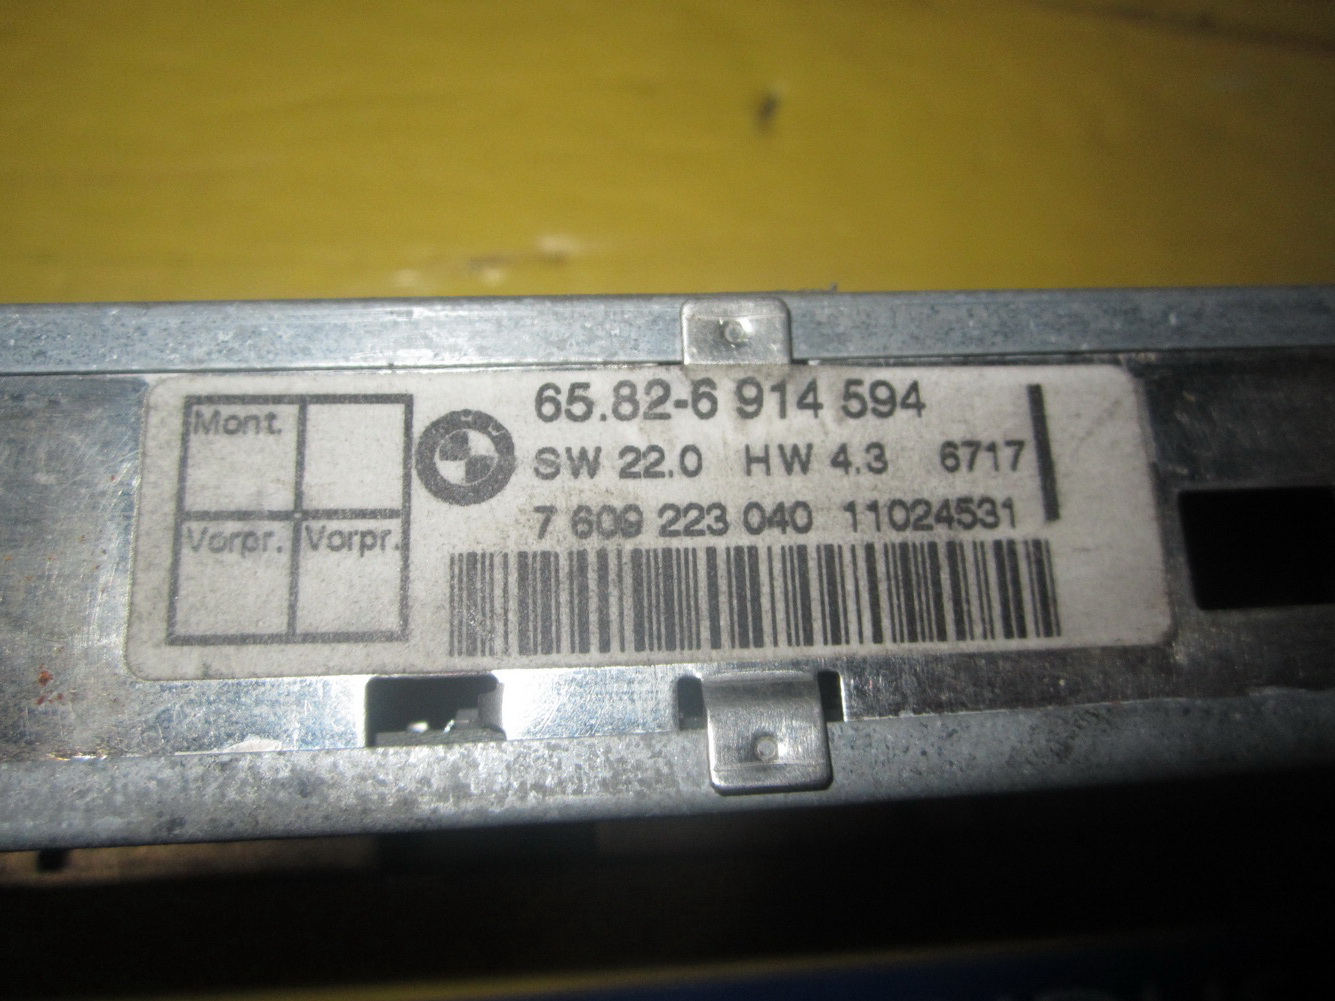 Mont.
Vorpr. Vorpr.
65.82-6 914 594
SW 22.0 HW 4.3 6717
7 609 223 040 11024531